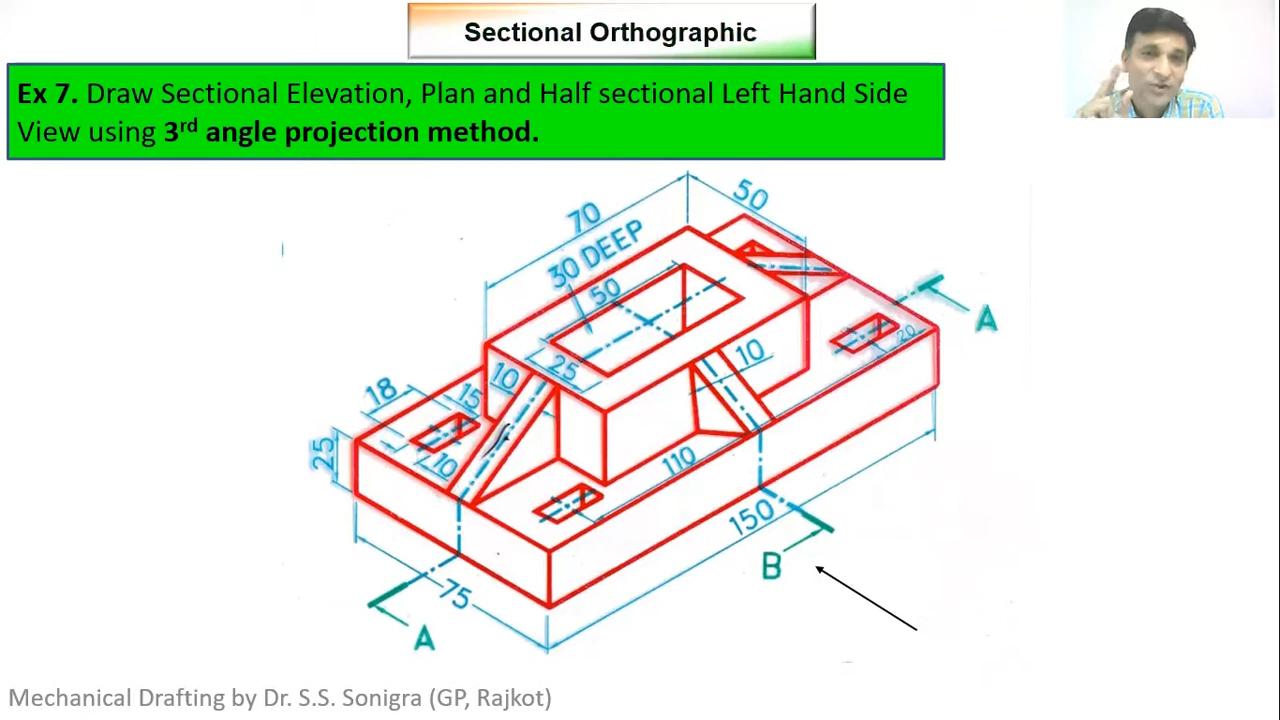 Sectional Orthographic
Ex 7. Draw Sectional Elevation, Plan and Half sectional Left Hand Side
View using 3rd angle projection method.
70
50
30 DEEP
50
A
20
10
25
10
18
15
25
10
110
150
B
75
A
Mechanical Drafting by Dr. S.S. Sonigra (GP, Rajkot)